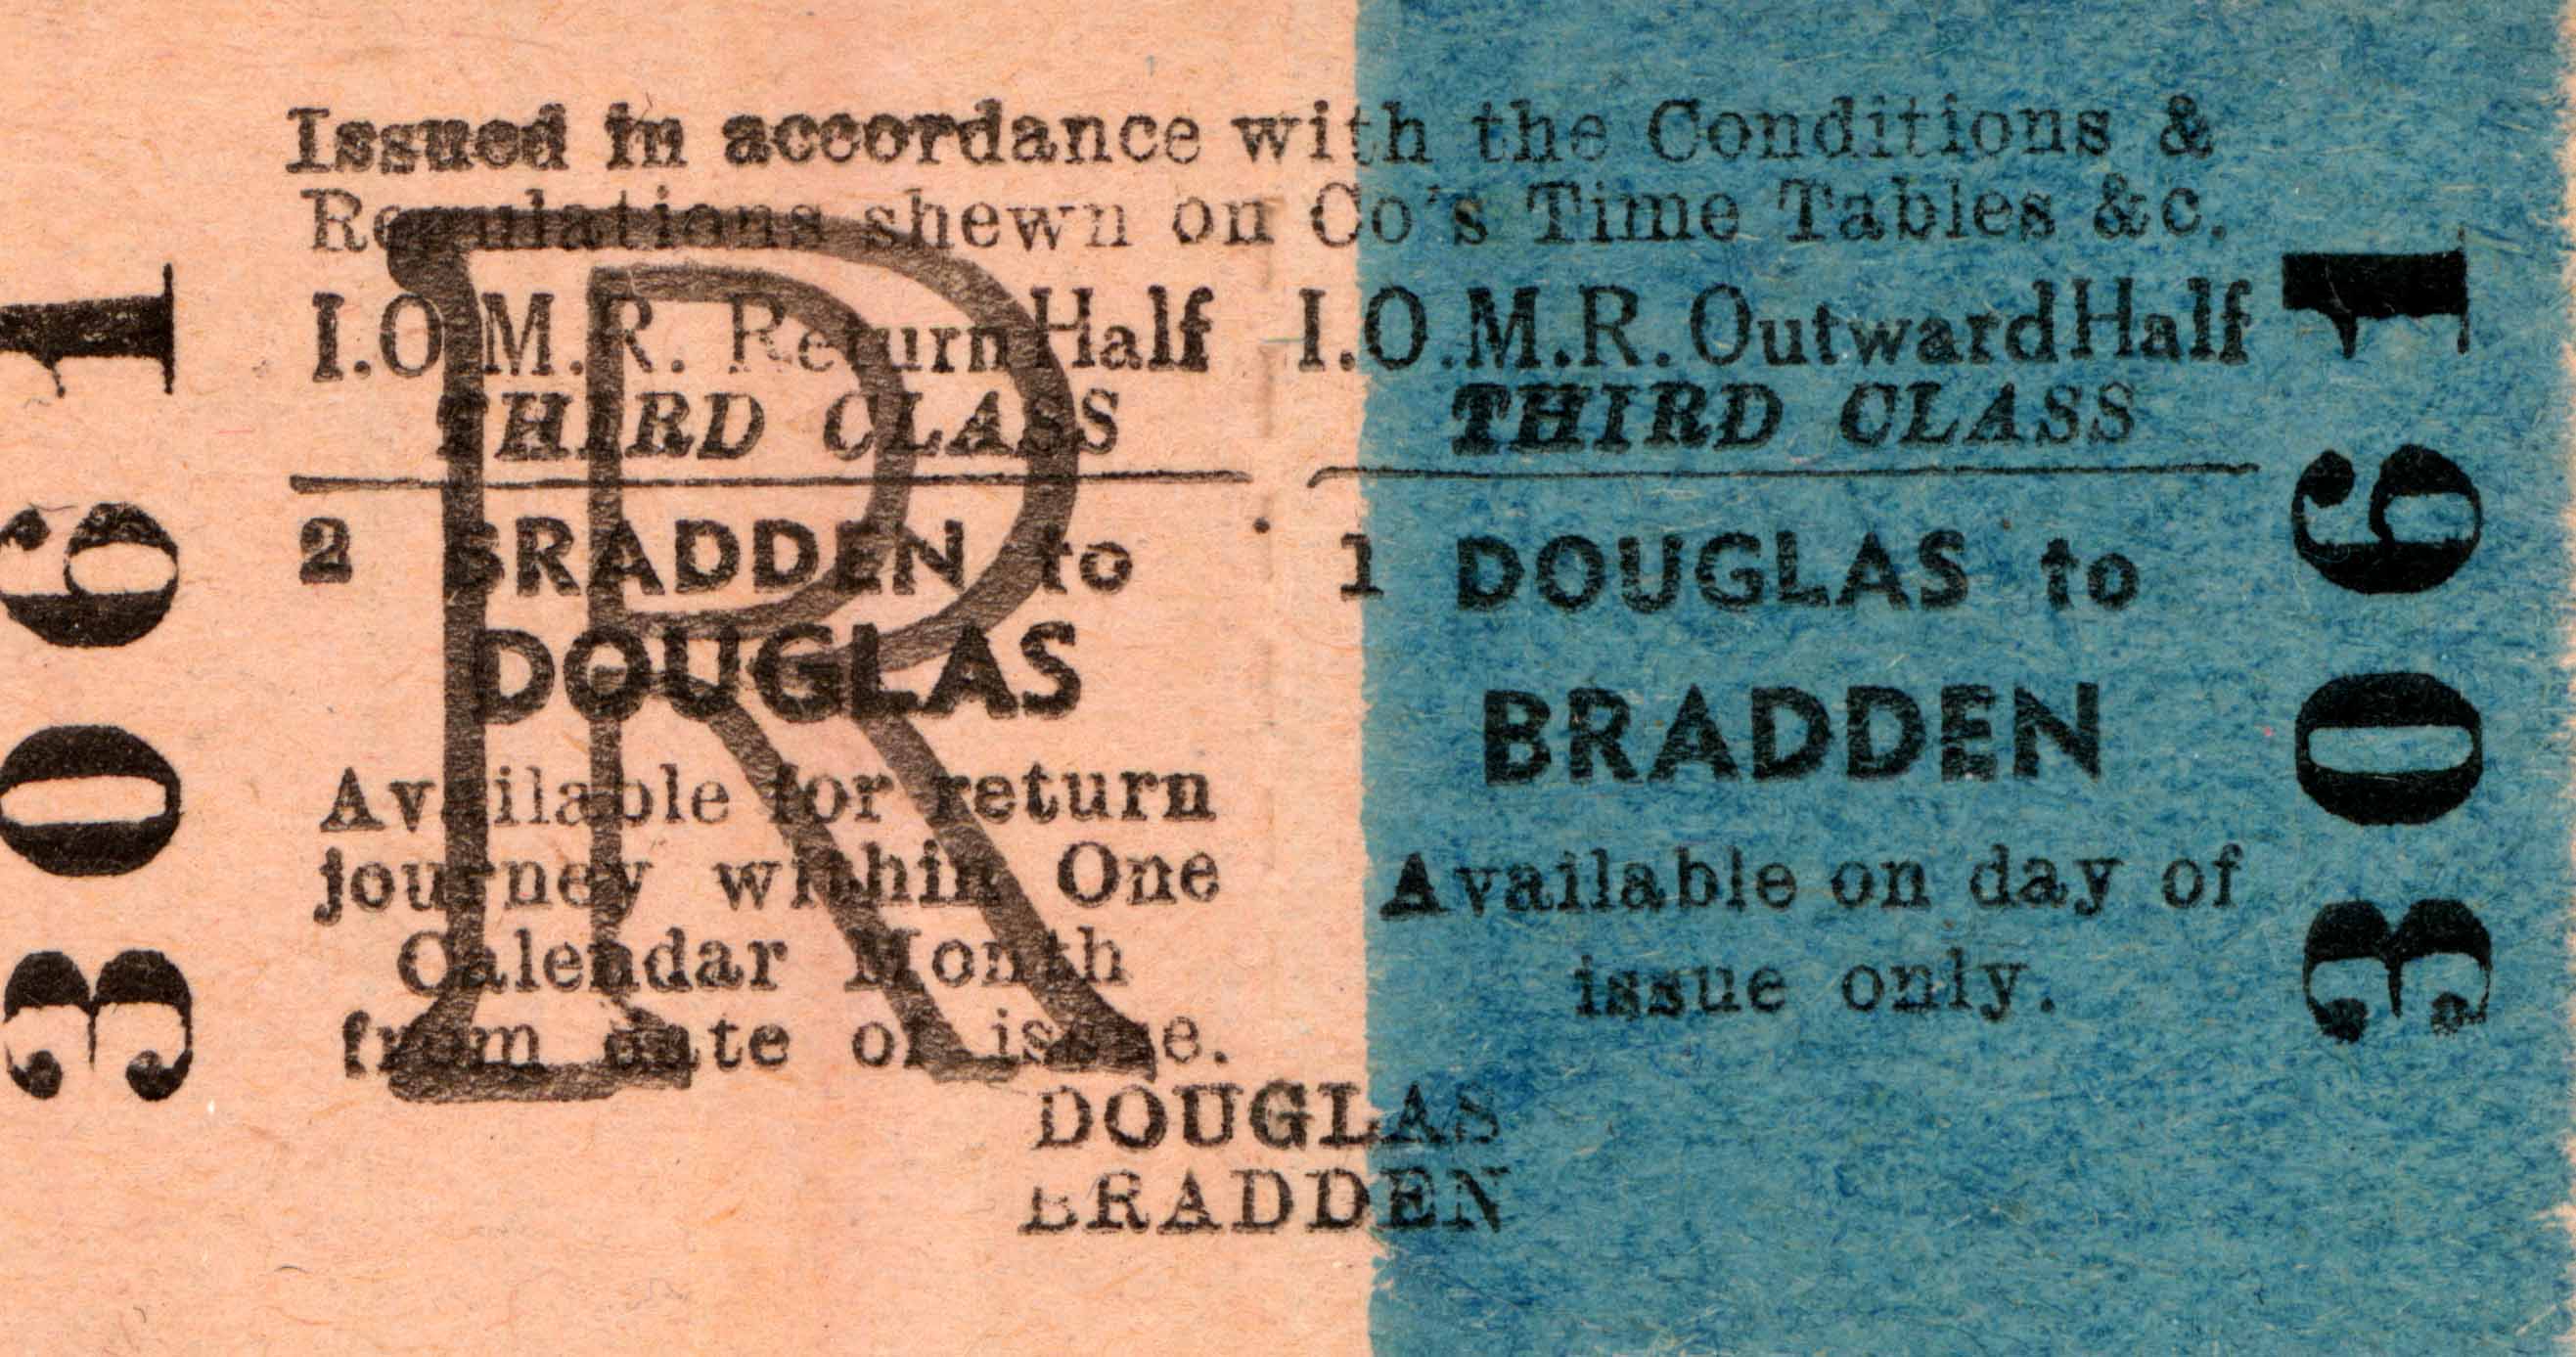 Issued in accordance with the Conditions &
Regulations shewn on Co's Time Tables &c.
I.O.M.R. Return Half
THIRD CLASS
2 BRADDEN to
DOUGLAS
Available for return
journey within One
Calendar Month
from date of issue.
R
I.O.M.R. Outward Half
THIRD CLASS
1 DOUGLAS to
BRADDEN
Available on day of
issue only.
DOUGLAS
BRADDEN
3061
3061